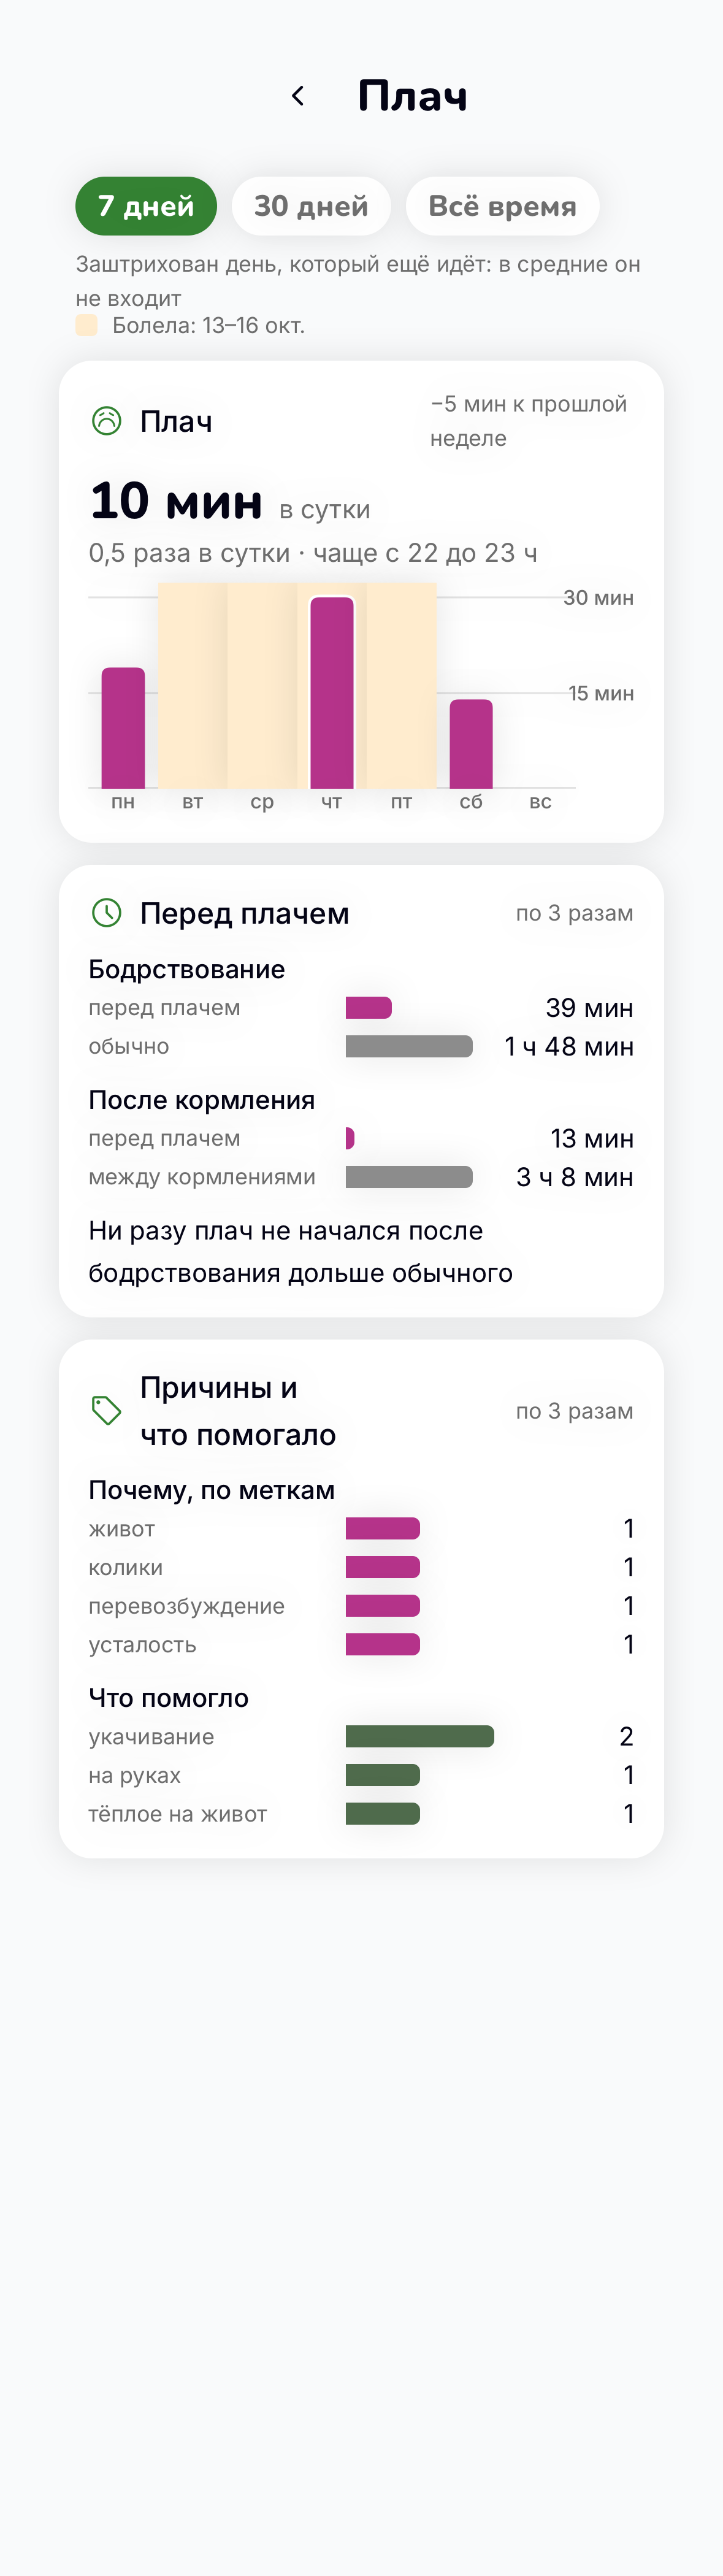 Плач
7 дней
30 дней
Всё время
Заштрихован день, который ещё идёт: в средние он
не входит
Болела: 13–16 окт.
Плач
−5 мин к прошлой
неделе
10 мин в сутки
0,5 раза в сутки · чаще с 22 до 23 ч
30 мин
15 мин
пн вт ср чт пт сб вс
Перед плачем
по 3 разам
Бодрствование
перед плачем 39 мин
обычно 1 ч 48 мин
После кормления
перед плачем 13 мин
между кормлениями 3 ч 8 мин
Ни разу плач не начался после
бодрствования дольше обычного
Причины и
что помогало
по 3 разам
Почему, по меткам
живот 1
колики 1
перевозбуждение 1
усталость 1
Что помогло
укачивание 2
на руках 1
тёплое на живот 1